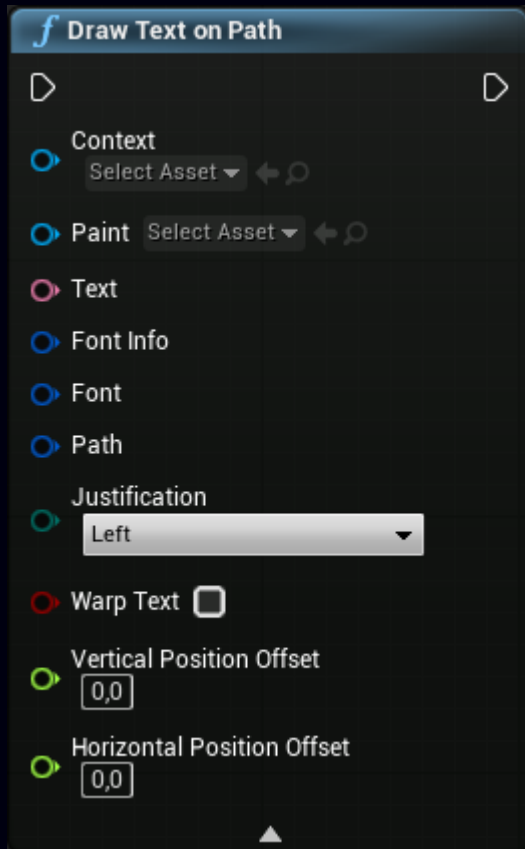 f Draw Text on Path
Context
Select Asset
Paint Select Asset
Text
Font Info
Font
Path
Justification
Left
Warp Text
Vertical Position Offset
0,0
Horizontal Position Offset
0,0